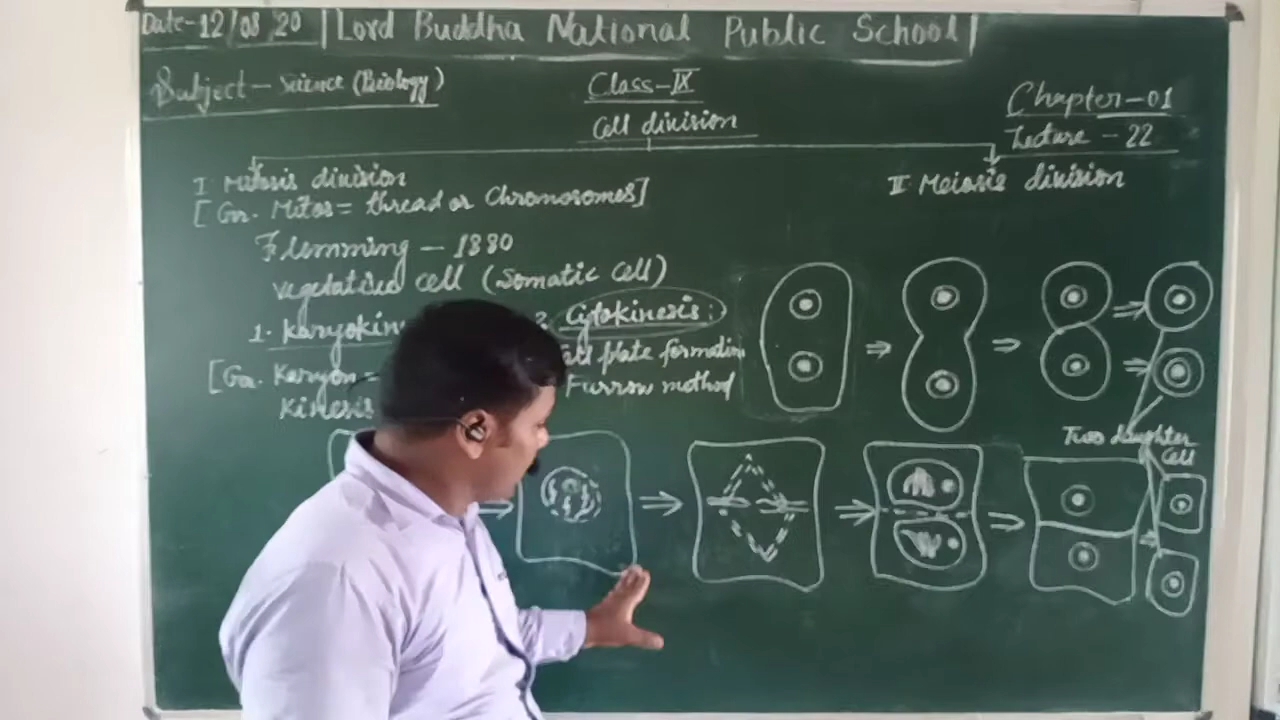 Date-12/08/20 | Lord Buddha National Public School |
Subject - Science (Biology)
Class-IX
Chapter-01
Cell division
Lecture - 22
I Mitosis division
II Meiosis division
[Gr. Mitos = thread or Chromosomes]
Flemming - 1880
vegetative cell (Somatic cell)
1. Karyokin
2. Cytokinesis:
plate formation
[Gr. Karyon =
Furrow method
Kinesis
Two daughter
cell